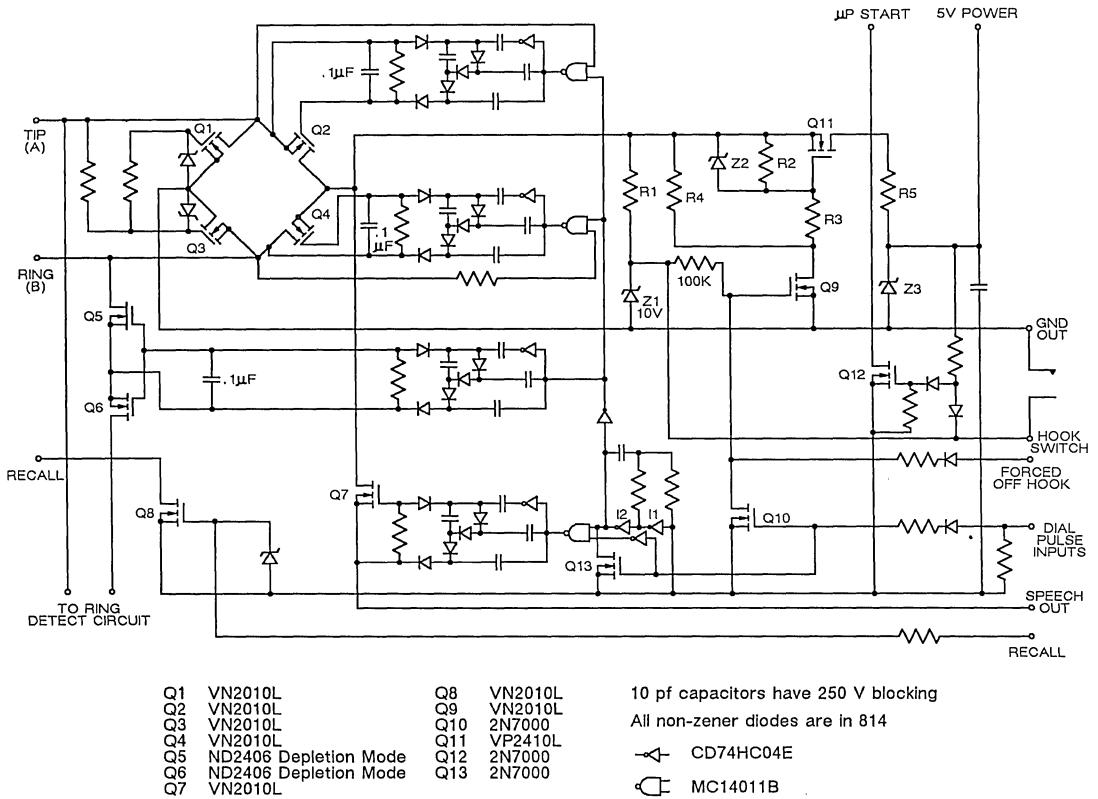 µP START 5V POWER
.1µF
Q1 Q2 Q11
TIP
(A)
Z2 R2
R1 R4 R5
Q4 R3
.1
µF
Q3
RING
(B)
100K Q9 Z3
Z1
10V
Q5
GND
OUT
.1µF
Q12
Q6
HOOK
SWITCH
RECALL
FORCED
OFF HOOK
Q7
Q8 I2 I1 Q10
DIAL
PULSE
INPUTS
Q13
SPEECH
OUT
TO RING
DETECT CIRCUIT
RECALL
Q1 VN2010L
Q2 VN2010L
Q3 VN2010L
Q4 VN2010L
Q5 ND2406 Depletion Mode
Q6 ND2406 Depletion Mode
Q7 VN2010L
Q8 VN2010L
Q9 VN2010L
Q10 2N7000
Q11 VP2410L
Q12 2N7000
Q13 2N7000
10 pf capacitors have 250 V blocking
All non-zener diodes are in 814
CD74HC04E
MC14011B